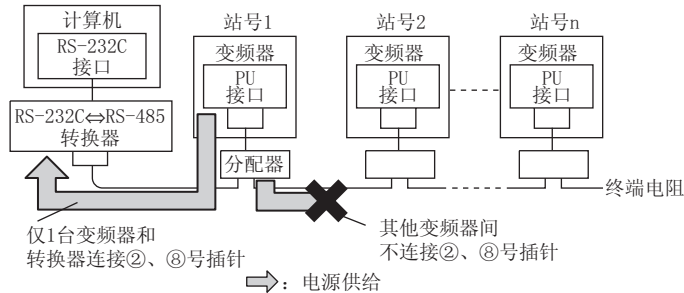 计算机
RS-232C
接口
RS-232C⇔RS-485
转换器
站号1
变频器
PU
接口
分配器
站号2
变频器
PU
接口
站号n
变频器
PU
接口
终端电阻
仅1台变频器和
转换器连接②、⑧号插针
其他变频器间
不连接②、⑧号插针
：电源供给